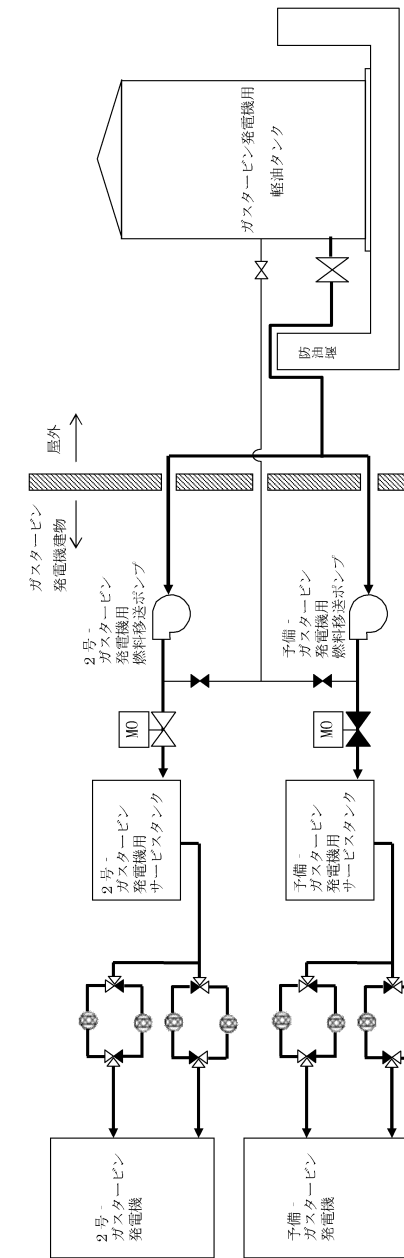 ガスタービン発電機用
軽油タンク
防油堰
屋外
ガスタービン
発電機建物
2号-
ガスタービン
発電機用
燃料移送ポンプ
予備-
ガスタービン
発電機用
燃料移送ポンプ
MO
MO
2号-
ガスタービン
発電機用
サービスタンク
予備-
ガスタービン
発電機用
サービスタンク
2号-
ガスタービン
発電機
予備-
ガスタービン
発電機